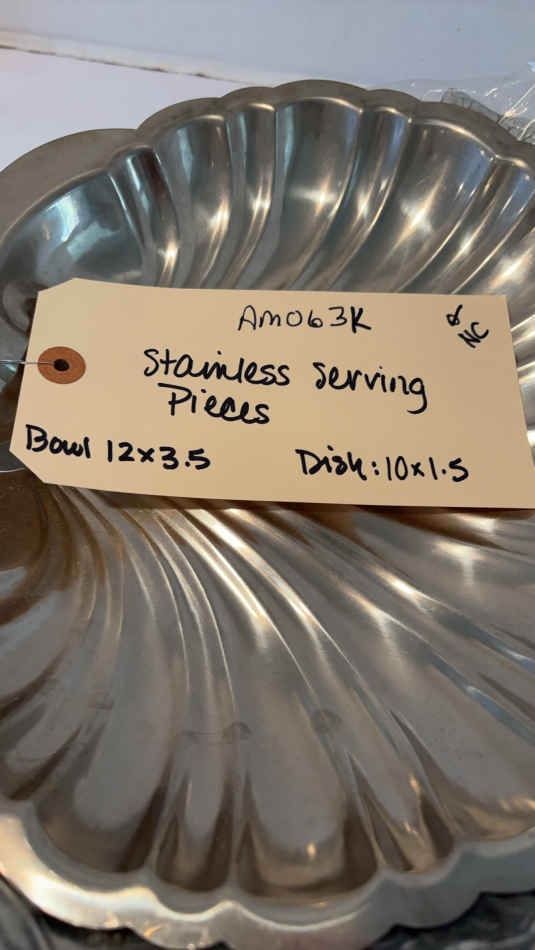 AM063K
NC
Stainless Serving
Pieces
Bowl 12x3.5
Dish: 10x1.5